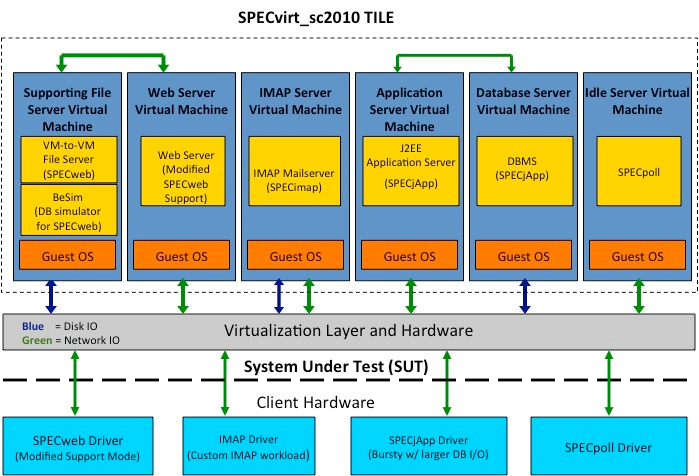 SPECvirt_sc2010 TILE
Supporting File
Server Virtual
Machine
VM-to-VM
File Server
(SPECweb)
BeSim
(DB simulator
for SPECweb)
Guest OS
Web Server
Virtual Machine
Web Server
(Modified
SPECweb
Support)
Guest OS
IMAP Server
Virtual Machine
IMAP Mailserver
(SPECimap)
Guest OS
Application
Server Virtual
Machine
J2EE
Application Server
(SPECjApp)
Guest OS
Database Server
Virtual Machine
DBMS
(SPECjApp)
Guest OS
Idle Server Virtual
Machine
SPECpoll
Guest OS
Blue = Disk IO
Green = Network IO
Virtualization Layer and Hardware
System Under Test (SUT)
Client Hardware
SPECweb Driver
(Modified Support Mode)
IMAP Driver
(Custom IMAP workload)
SPECjApp Driver
(Bursty w/ larger DB I/O)
SPECpoll Driver